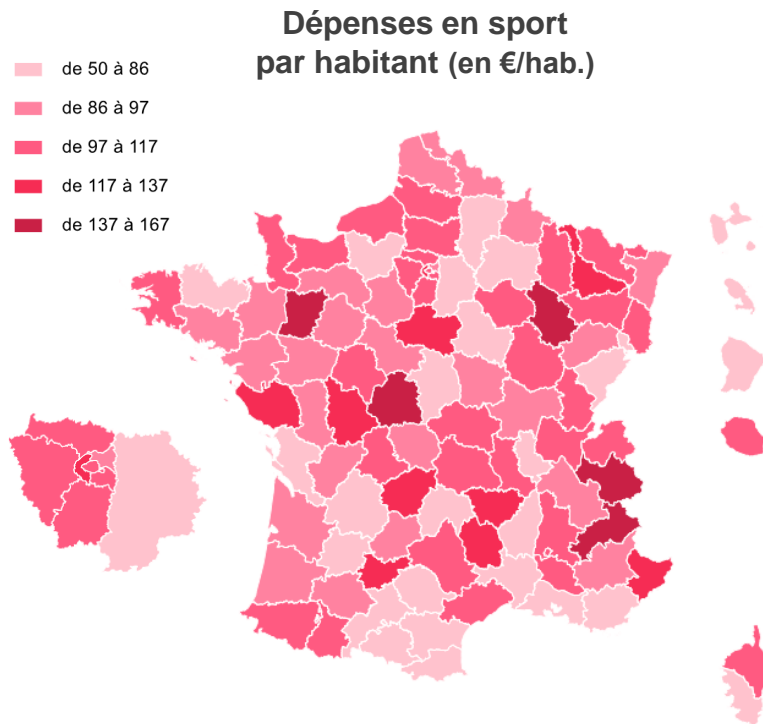 Dépenses en sport
par habitant (en €/hab.)
de 50 à 86
de 86 à 97
de 97 à 117
de 117 à 137
de 137 à 167